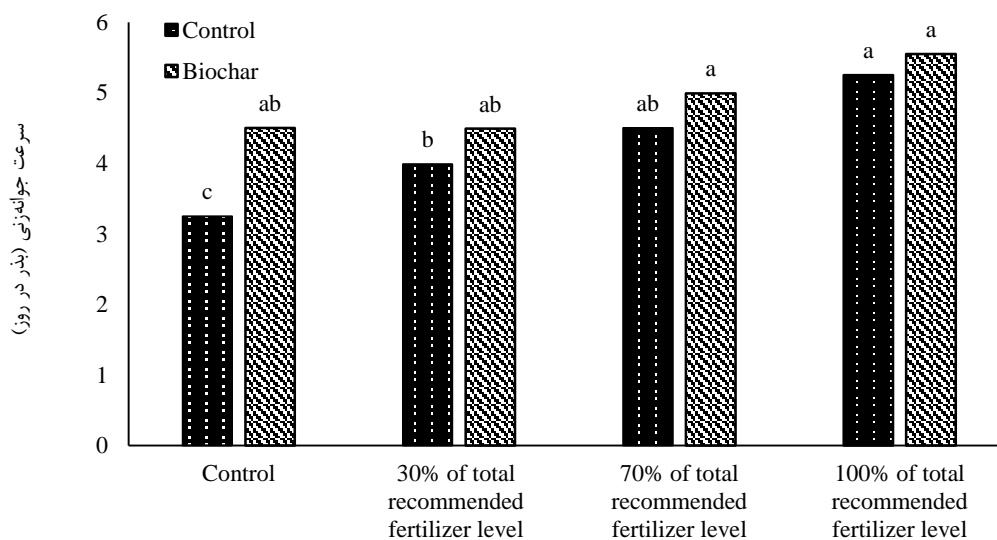 سرعت جوانه‌زنی (بذر در روز)
6
5
4
3
2
1
0
Control
Biochar
c
ab
b
ab
ab
a
a
a
Control
30% of total
recommended
fertilizer level
70% of total
recommended
fertilizer level
100% of total
recommended
fertilizer level